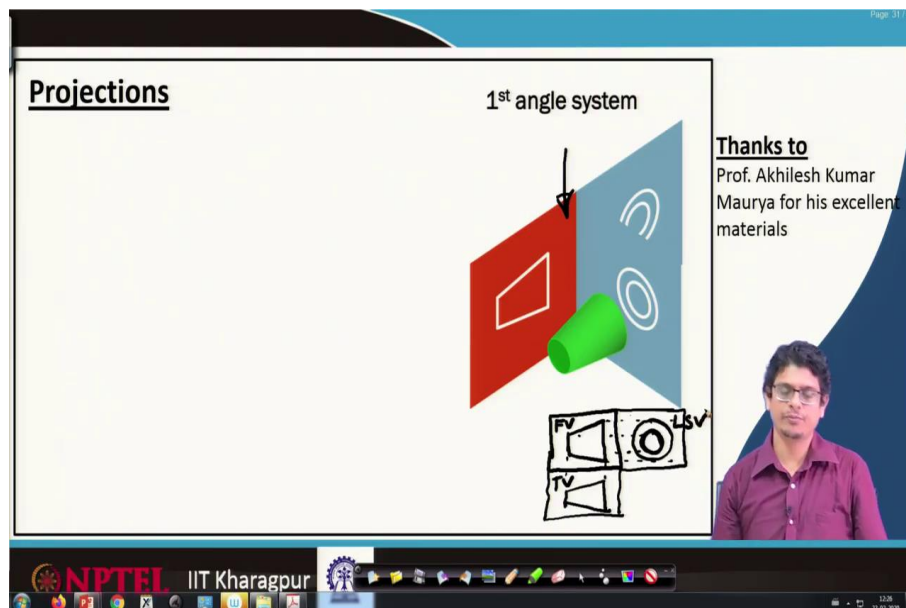 Page 31 /
Projections
1st angle system
Thanks to
Prof. Akhilesh Kumar
Maurya for his excellent
materials
FV
LSV
TV
NPTEL IIT Kharagpur
12:26